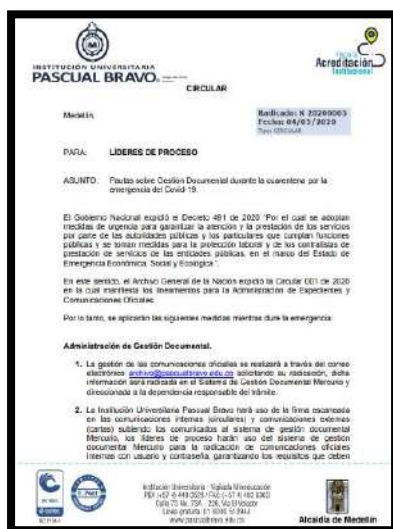 INSTITUCIÓN UNIVERSITARIA
PASCUAL BRAVO
Acreditación
Institucional
CIRCULAR
Medellín,
Radicado: K 20200003
Fecha: 04/05/2020
Tipo: CIRCULAR
PARA: LÍDERES DE PROCESO
ASUNTO: Pautas sobre Gestión Documental durante la cuarentena por la
emergencia del Covid-19.
El Gobierno Nacional expidió el Decreto 491 de 2020 "Por el cual se adoptan
medidas de urgencia para garantizar la atención y la prestación de los servicios
por parte de las autoridades públicas y los particulares que cumplan funciones
públicas y se toman medidas para la protección laboral y de los contratistas de
prestación de servicios de las entidades públicas, en el marco del Estado de
Emergencia Económica, Social y Ecológica".
En este sentido, el Archivo General de la Nación expidió la Circular 001 de 2020
en la cual manifiesta los lineamientos para la Administración de Expedientes y
Comunicaciones Oficiales.
Por lo tanto, se aplicarán las siguientes medidas mientras dure la emergencia:
Administración de Gestión Documental.
1. La gestión de las comunicaciones oficiales se realizará a través del correo
electrónico archivo@pascualbravo.edu.co solicitando su radicación, dicha
información será radicada en el Sistema de Gestión Documental Mercurio y
direccionada a la dependencia responsable del trámite.
2. La Institución Universitaria Pascual Bravo hará uso de la firma escaneada
en las comunicaciones internas (circulares) y comunicaciones externas
(cartas) subiendo los comunicados al sistema de gestión documental
Mercurio, los líderes de proceso harán uso del sistema de gestión
documental Mercurio para la radicación de comunicaciones oficiales
internas con usuario y contraseña, garantizando los requisitos que deben
Institución Universitaria - Vigilada Mineducación
www.pascualbravo.edu.co
Alcaldía de Medellín